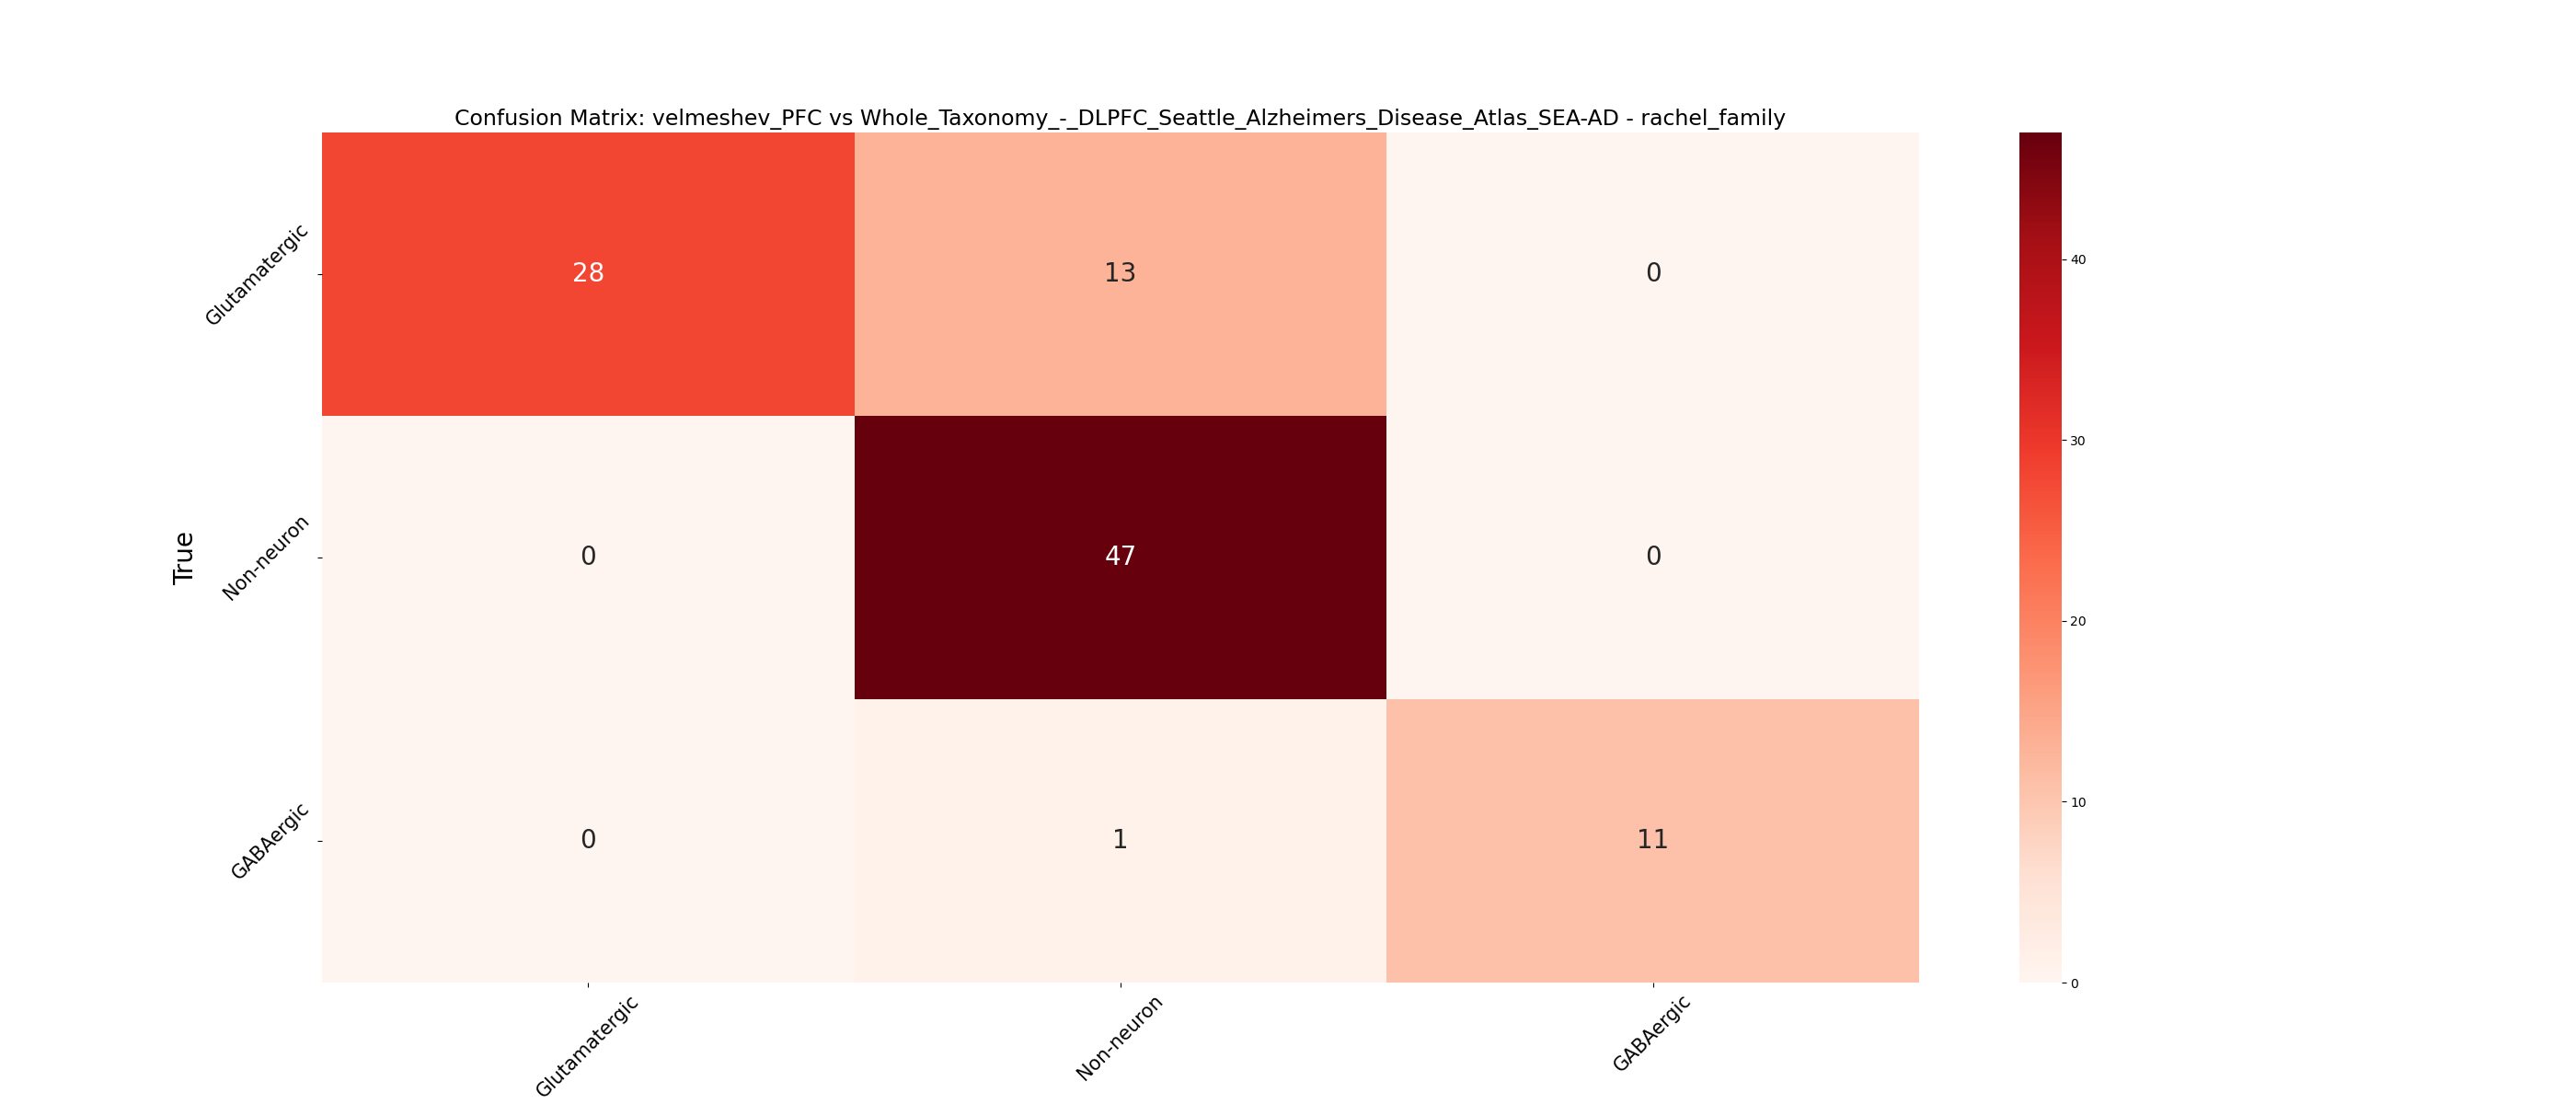 Confusion Matrix: velmeshev_PFC vs Whole_Taxonomy_-_DLPFC_Seattle_Alzheimers_Disease_Atlas_SEA-AD - rachel_family
True
Glutamatergic
28
13
0
Non-neuron
0
47
0
GABAergic
0
1
11
Glutamatergic
Non-neuron
GABAergic
40
30
20
10
0